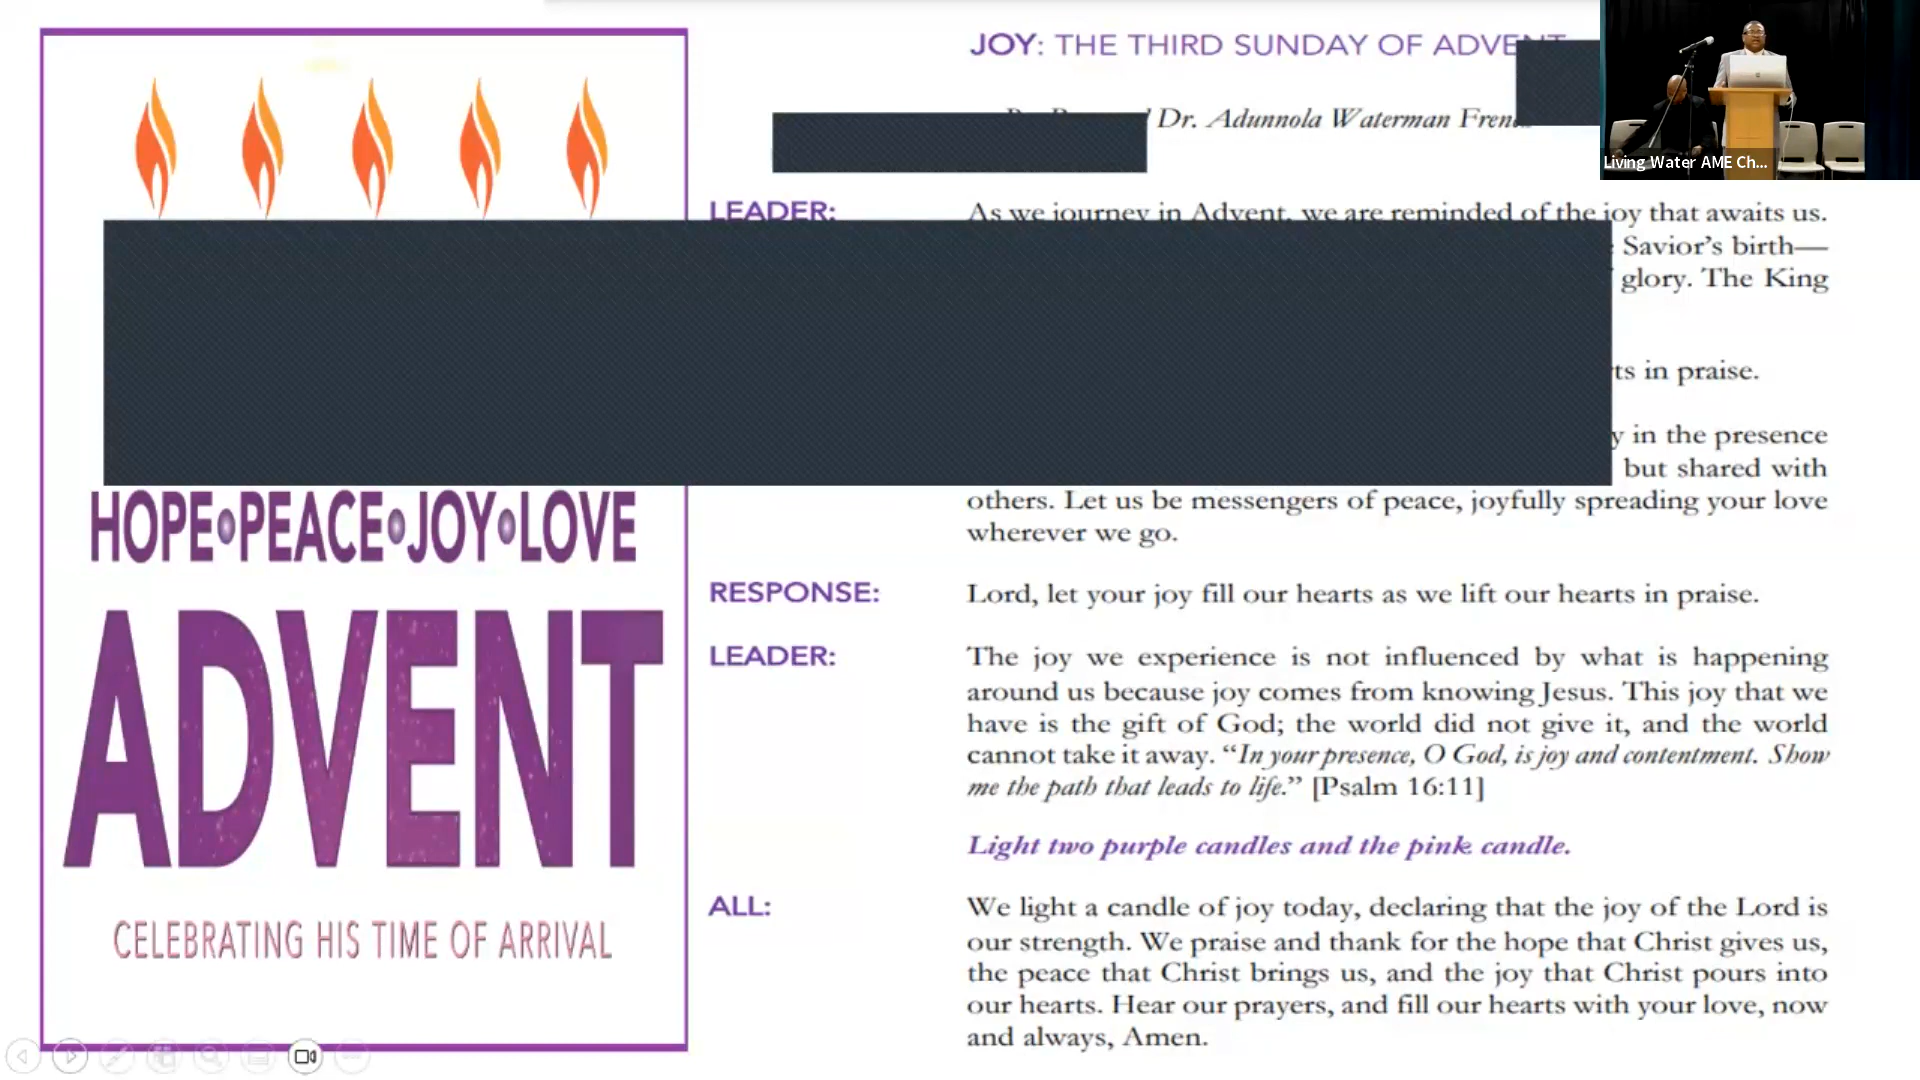 JOY: THE THIRD SUNDAY OF ADVENT
Dr. Adunnola Waterman
Living Water AME Ch...
LEADER:
As we journey in Advent, we are reminded of the joy that awaits us.
Savior’s birth—
glory. The King
in praise.
in the presence
but shared with
others. Let us be messengers of peace, joyfully spreading your love
wherever we go.
RESPONSE:
Lord, let your joy fill our hearts as we lift our hearts in praise.
LEADER:
The joy we experience is not influenced by what is happening
around us because joy comes from knowing Jesus. This joy that we
have is the gift of God; the world did not give it, and the world
cannot take it away. “In your presence, O God, is joy and contentment. Show
me the path that leads to life.” [Psalm 16:11]
Light two purple candles and the pink candle.
ALL:
We light a candle of joy today, declaring that the joy of the Lord is
our strength. We praise and thank for the hope that Christ gives us,
the peace that Christ brings us, and the joy that Christ pours into
our hearts. Hear our prayers, and fill our hearts with your love, now
and always, Amen.
HOPE•PEACE•JOY•LOVE
ADVENT
CELEBRATING HIS TIME OF ARRIVAL